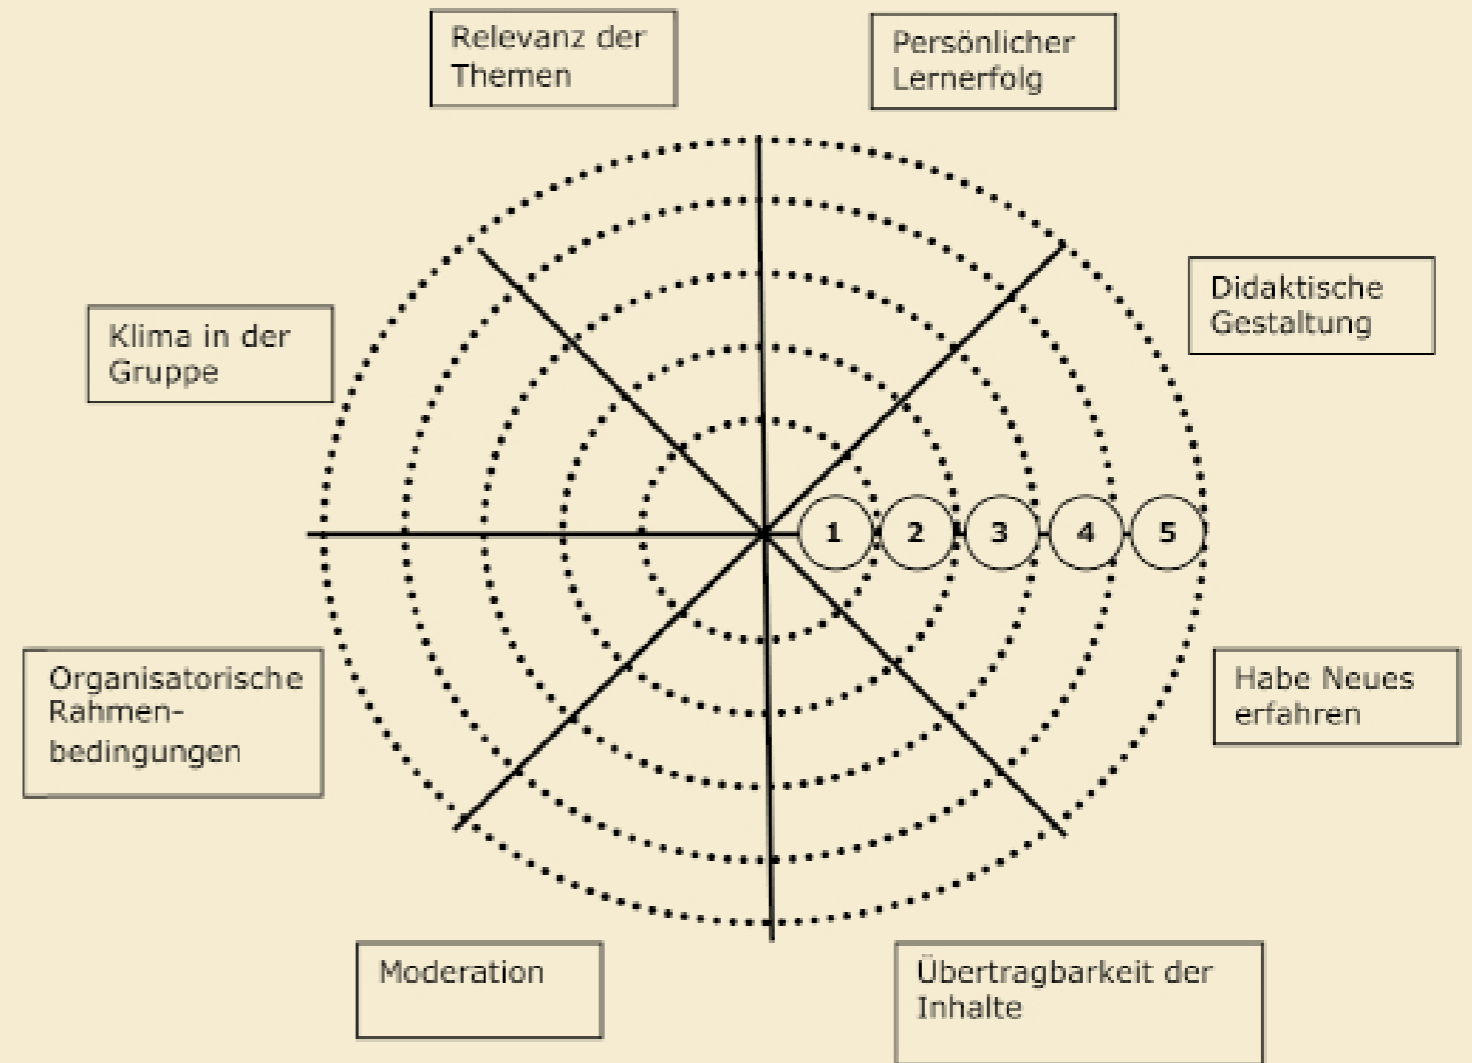 Relevanz der
Themen
Persönlicher
Lernerfolg
Didaktische
Gestaltung
Klima in der
Gruppe
1 2 3 4 5
Organisatorische
Rahmen-
bedingungen
Habe Neues
erfahren
Moderation
Übertragbarkeit der
Inhalte